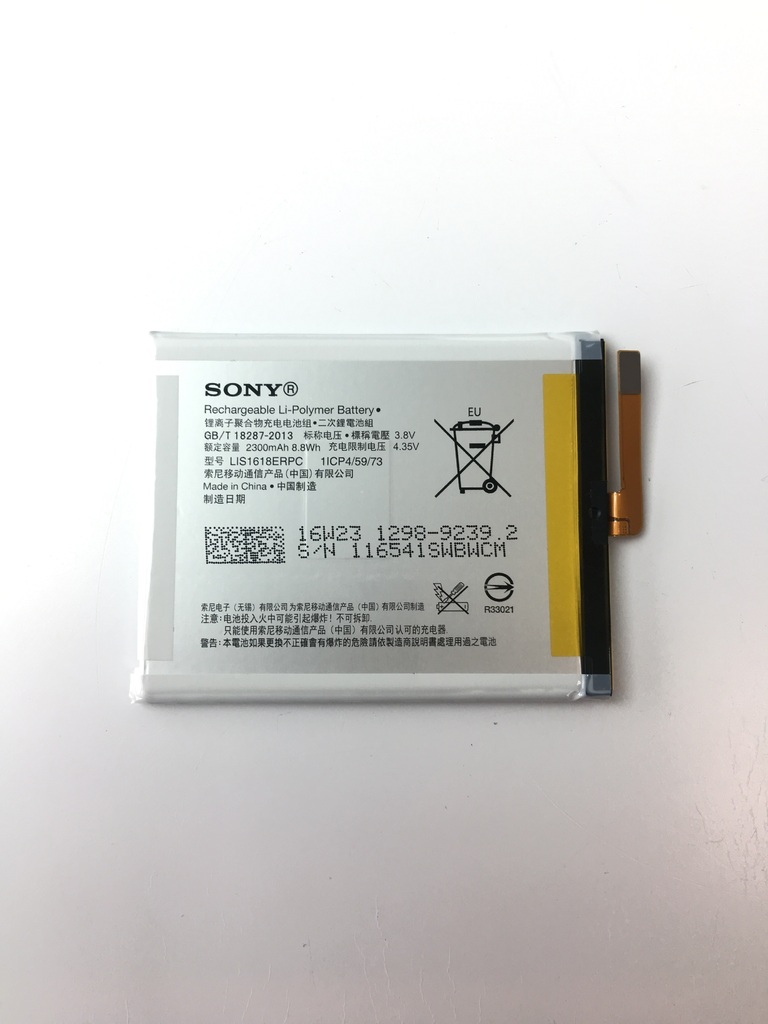 SONY®
Rechargeable Li-Polymer Battery •
锂离子聚合物充电电池组 • 二次鋰電池組
GB/T 18287-2013 标称电压 • 標稱電壓 3.8V
额定容量 2300mAh 8.8Wh 充电限制电压 4.35V
型号 LIS1618ERPC 1ICP4/59/73
索尼移动通信产品（中国）有限公司
Made in China • 中国制造
制造日期
EU
16W23 1298-9239.2
S/N 116541SWBWCM
R33021
索尼电子（无锡）有限公司为索尼移动通信产品（中国）有限公司制造
注意: 电池投入火中可能引起爆炸! 不可拆卸.
只能使用索尼移动通信产品（中国）有限公司认可的充电器.
警告: 本電池如果更換不正確會有爆炸的危險請依製造商說明書處理用過之電池